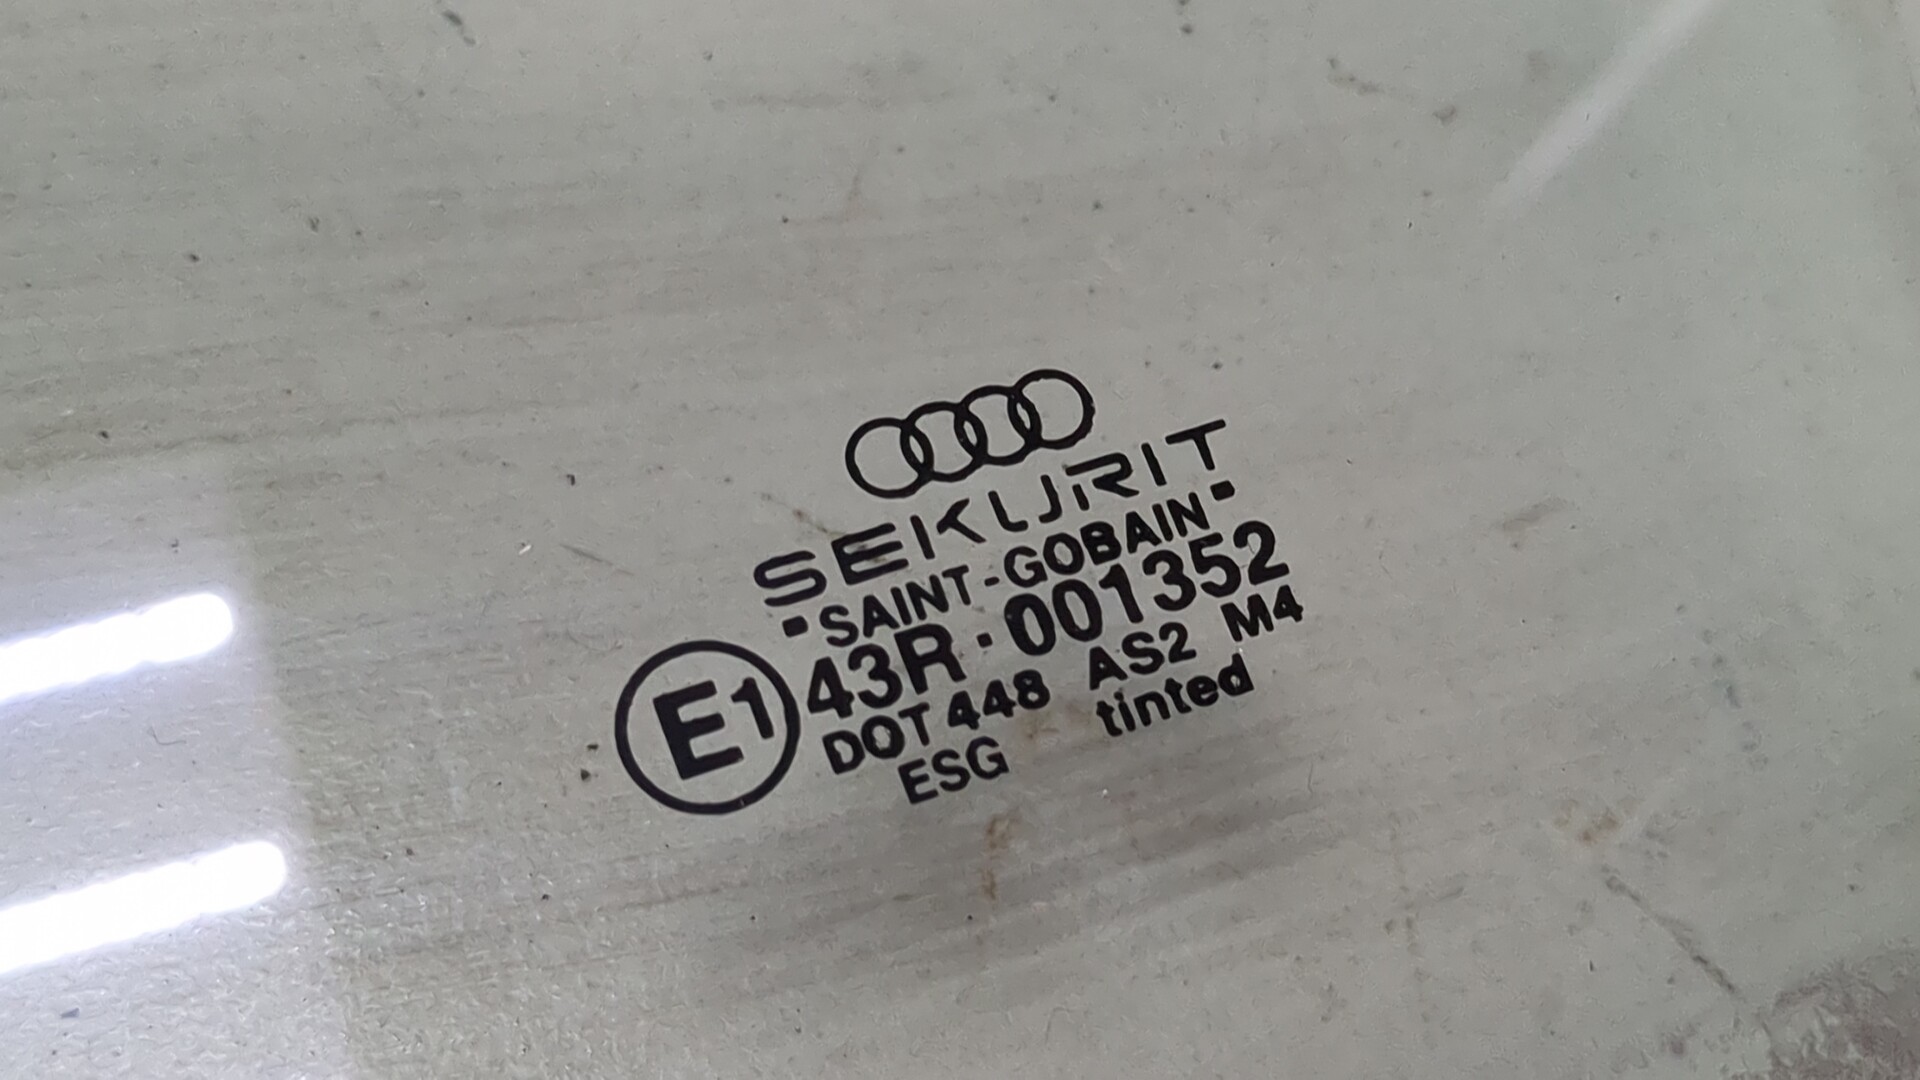 SEKURIT
▪SAINT-GOBAIN▪
E1 43R·001352
DOT 448 AS2 M4
ESG tinted